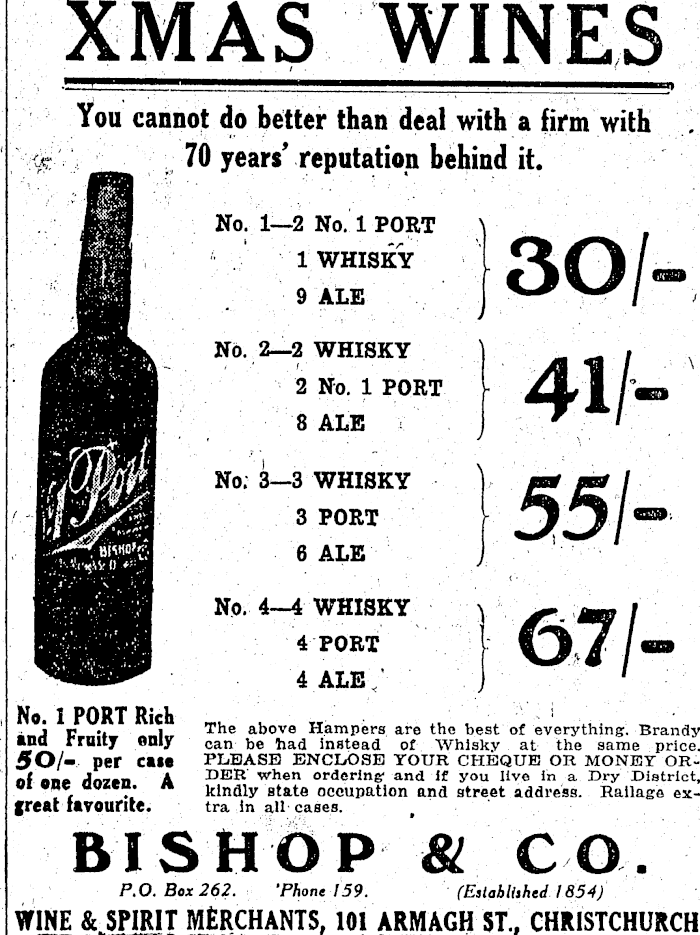 XMAS WINES
You cannot do better than deal with a firm with
70 years' reputation behind it.
No. 1—2 No. 1 PORT
1 WHISKY
9 ALE
30/-
No. 2—2 WHISKY
2 No. 1 PORT
8 ALE
41/-
No. 3—3 WHISKY
3 PORT
6 ALE
55/-
No. 4—4 WHISKY
4 PORT
4 ALE
67/-
Port
BISHOP
No. 1 PORT Rich
and Fruity only
50/- per case
of one dozen. A
great favourite.
The above Hampers are the best of everything. Brandy
can be had instead of Whisky at the same price.
PLEASE ENCLOSE YOUR CHEQUE OR MONEY OR-
DER when ordering and if you live in a Dry District,
kindly state occupation and street address. Railage ex-
tra in all cases.
BISHOP & CO.
P.O. Box 262. 'Phone 159. (Established 1854)
WINE & SPIRIT MERCHANTS, 101 ARMAGH ST., CHRISTCHURCH